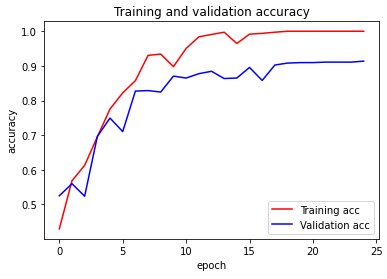 Training and validation accuracy
accuracy
1.0
0.9
0.8
0.7
0.6
0.5
0
5
10
15
20
25
epoch
Training acc
Validation acc